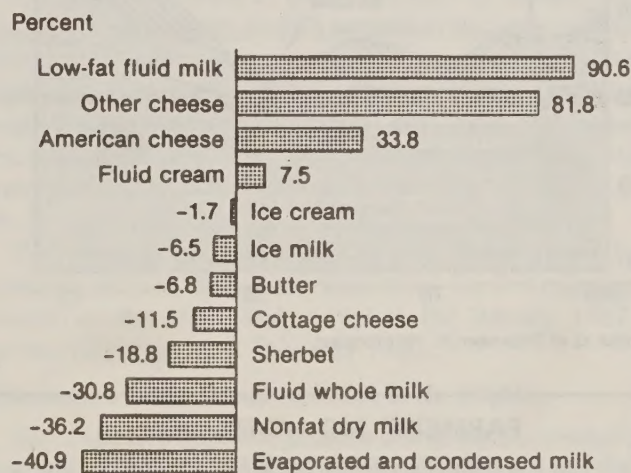 Percent
Low-fat fluid milk 90.6
Other cheese 81.8
American cheese 33.8
Fluid cream 7.5
-1.7 Ice cream
-6.5 Ice milk
-6.8 Butter
-11.5 Cottage cheese
-18.8 Sherbet
-30.8 Fluid whole milk
-36.2 Nonfat dry milk
-40.9 Evaporated and condensed milk